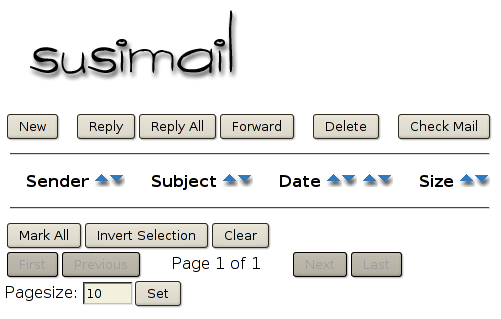 susimail
New Reply Reply All Forward Delete Check Mail
Sender Subject Date Size
Mark All Invert Selection Clear
First Previous Page 1 of 1 Next Last
Pagesize: 10 Set